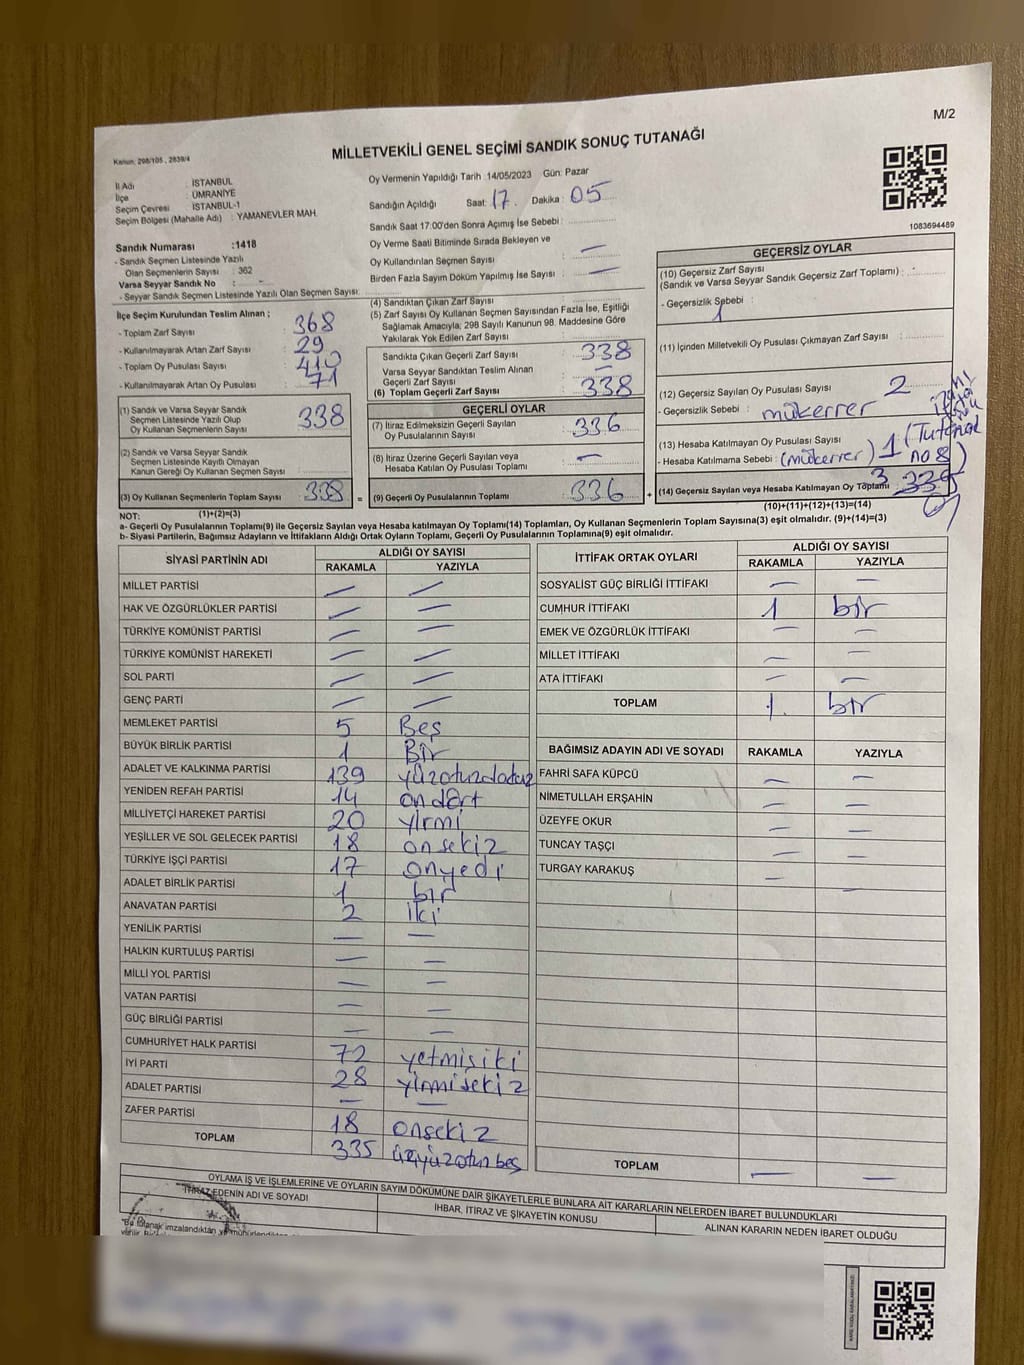 M/2
Kanun, 298/105 , 2839/4
MİLLETVEKİLİ GENEL SEÇİMİ SANDIK SONUÇ TUTANAĞI
İl Adı : İSTANBUL
İlçe : ÜMRANİYE
Seçim Çevresi : İSTANBUL-1
Seçim Bölgesi (Mahalle Adı) : YAMANEVLER MAH.
Sandık Numarası :1418
- Sandık Seçmen Listesinde Yazılı
Olan Seçmenlerin Sayısı : 362
Varsa Seyyar Sandık No : -
- Seyyar Sandık Seçmen Listesinde Yazılı Olan Seçmen Sayısı:
Oy Vermenin Yapıldığı Tarih :14/05/2023 Gün: Pazar
Sandığın Açıldığı Saat: 17. Dakika : 05
Sandık Saat 17:00'den Sonra Açımış İse Sebebi :
Oy Verme Saati Bitiminde Sırada Bekleyen ve
Oy Kullandırılan Seçmen Sayısı : —
Birden Fazla Sayım Döküm Yapılmış İse Sayısı : —
1083694489
İlçe Seçim Kurulundan Teslim Alınan ;
- Toplam Zarf Sayısı : 368
- Kullanılmayarak Artan Zarf Sayısı : 29
- Toplam Oy Pusulası Sayısı : 410
- Kullanılmayarak Artan Oy Pusulası : 71
(4) Sandıktan Çıkan Zarf Sayısı :
(5) Zarf Sayısı Oy Kullanan Seçmen Sayısından Fazla İse, Eşitliği
Sağlamak Amacıyla, 298 Sayılı Kanunun 98. Maddesine Göre
Yakılarak Yok Edilen Zarf Sayısı :
Sandıkta Çıkan Geçerli Zarf Sayısı : 338
Varsa Seyyar Sandıktan Teslim Alınan
Geçerli Zarf Sayısı : —
(6) Toplam Geçerli Zarf Sayısı : 338
GEÇERSİZ OYLAR
(10) Geçersiz Zarf Sayısı
(Sandık ve Varsa Seyyar Sandık Geçersiz Zarf Toplamı) :
- Geçersizlik Sebebi :
1
(11) İçinden Milletvekili Oy Pusulası Çıkmayan Zarf Sayısı :
(12) Geçersiz Sayılan Oy Pusulası Sayısı : 2
- Geçersizlik Sebebi : mükerrer
(13) Hesaba Katılmayan Oy Pusulası Sayısı : 1 (Tutanak
- Hesaba Katılmama Sebebi : (mükerrer) no 8)
(14) Geçersiz Sayılan veya Hesaba Katılmayan Oy Toplamı : 3
(10)+(11)+(12)+(13)=(14)
(1) Sandık ve Varsa Seyyar Sandık
Seçmen Listesinde Yazılı Olup
Oy Kullanan Seçmenlerin Sayısı : 338
(2) Sandık ve Varsa Seyyar Sandık
Seçmen Listesinde Kayıtlı Olmayan
Kanun Gereği Oy Kullanan Seçmen Sayısı :
(3) Oy Kullanan Seçmenlerin Toplam Sayısı : 338 =
(1)+(2)=(3)
GEÇERLİ OYLAR
(7) İtiraz Edilmeksizin Geçerli Sayılan
Oy Pusulalarının Sayısı : 336
(8) İtiraz Üzerine Geçerli Sayılan veya
Hesaba Katılan Oy Pusulası Toplamı : —
(9) Geçerli Oy Pusulalarının Toplamı : 336 +
NOT:
a- Geçerli Oy Pusulalarının Toplamı(9) ile Geçersiz Sayılan veya Hesaba katılmayan Oy Toplamı(14) Toplamları, Oy Kullanan Seçmenlerin Toplam Sayısına(3) eşit olmalıdır. (9)+(14)=(3)
b- Siyasi Partilerin, Bağımsız Adayların ve İttifakların Aldığı Ortak Oyların Toplamı, Geçerli Oy Pusulalarının Toplamına(9) eşit olmalıdır.
SİYASİ PARTİNİN ADI ALDIĞI OY SAYISI
RAKAMLA YAZIYLA
MİLLET PARTİSİ — —
HAK VE ÖZGÜRLÜKLER PARTİSİ — —
TÜRKİYE KOMÜNİST PARTİSİ — —
TÜRKİYE KOMÜNİST HAREKETİ — —
SOL PARTİ — —
GENÇ PARTİ — —
MEMLEKET PARTİSİ 5 Beş
BÜYÜK BİRLİK PARTİSİ 1 Bir
ADALET VE KALKINMA PARTİSİ 139 yüzotuzdokuz
YENİDEN REFAH PARTİSİ 14 ondört
MİLLİYETÇİ HAREKET PARTİSİ 20 yirmi
YEŞİLLER VE SOL GELECEK PARTİSİ 18 onsekiz
TÜRKİYE İŞÇİ PARTİSİ 17 onyedi
ADALET BİRLİK PARTİSİ 1 bir
ANAVATAN PARTİSİ 2 iki
YENİLİK PARTİSİ — —
HALKIN KURTULUŞ PARTİSİ — —
MİLLİ YOL PARTİSİ — —
VATAN PARTİSİ — —
GÜÇ BİRLİĞİ PARTİSİ — —
CUMHURİYET HALK PARTİSİ 72 yetmişiki
İYİ PARTİ 28 yirmisekiz
ADALET PARTİSİ — —
ZAFER PARTİSİ 18 onsekiz
TOPLAM 335 üçyüzotuzbeş
İTTİFAK ORTAK OYLARI ALDIĞI OY SAYISI
RAKAMLA YAZIYLA
SOSYALİST GÜÇ BİRLİĞİ İTTİFAKI — —
CUMHUR İTTİFAKI 1 bir
EMEK VE ÖZGÜRLÜK İTTİFAKI — —
MİLLET İTTİFAKI — —
ATA İTTİFAKI — —
TOPLAM 1. bir
BAĞIMSIZ ADAYIN ADI VE SOYADI RAKAMLA YAZIYLA
FAHRİ SAFA KÜPCÜ — —
NİMETULLAH ERŞAHİN — —
ÜZEYFE OKUR — —
TUNCAY TAŞÇI — —
TURGAY KARAKUŞ — —
TOPLAM — —
OYLAMA İŞ VE İŞLEMLERİNE VE OYLARIN SAYIM DÖKÜMÜNE DAİR ŞİKAYETLERLE BUNLARA AİT KARARLARIN NELERDEN İBARET BULUNDUKLARI
İTİRAZ EDENİN ADI VE SOYADI
İHBAR, İTİRAZ VE ŞİKAYETİN KONUSU
ALINAN KARARIN NEDEN İBARET OLDUĞU
"Bu tutanak imzalandıktan ve mühürlendikten